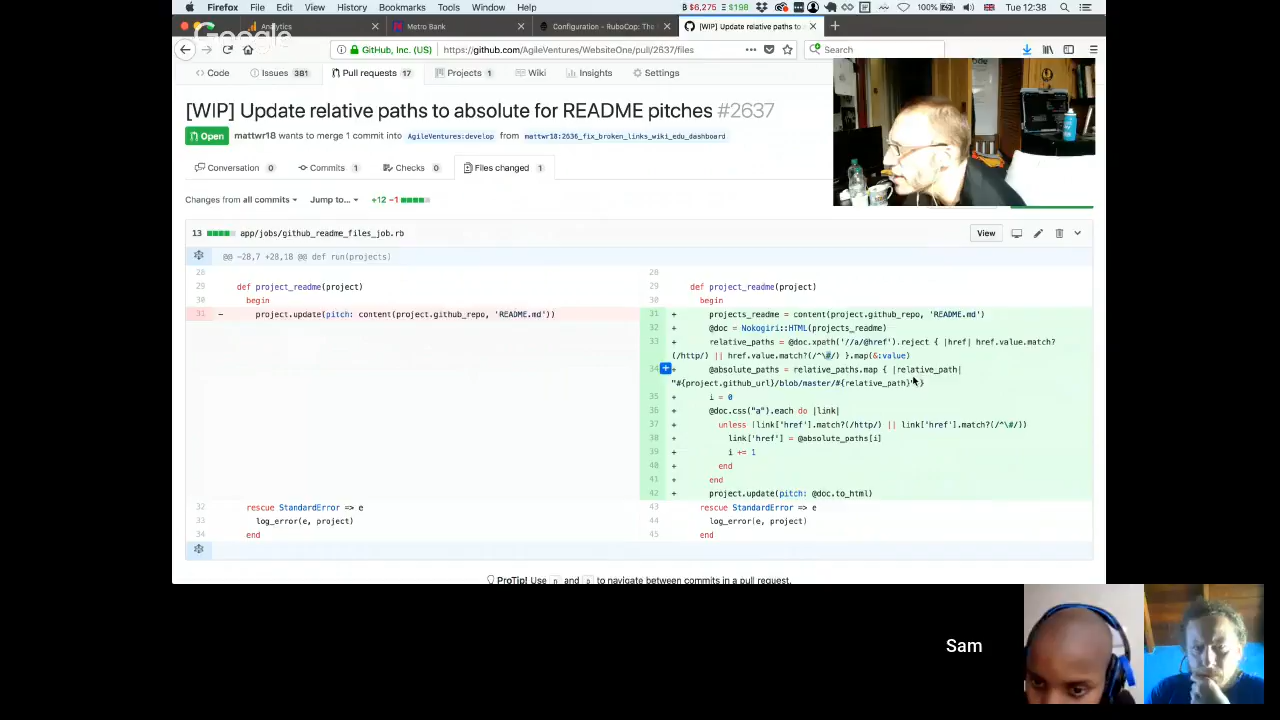 Firefox File Edit View History Bookmarks Tools Window Help ₿ $6,275 $198 100% Tue 12:38
Analytics Metro Bank Configuration - RuboCop: The [WIP] Update relative paths to
Google
GitHub, Inc. (US) https://github.com/AgileVentures/WebsiteOne/pull/2637/files Search
Code Issues 381 Pull requests 17 Projects 1 Wiki Insights Settings
[WIP] Update relative paths to absolute for README pitches #2637
Open mattwr18 wants to merge 1 commit into AgileVentures:develop from mattwr18:2636_fix_broken_links_wiki_edu_dashboard
Conversation 0 Commits 1 Checks 0 Files changed 1
Changes from all commits Jump to... +12 −1
13 app/jobs/github_readme_files_job.rb View
@@ -28,7 +28,18 @@ def run(projects)
28 28
29 def project_readme(project) 29 def project_readme(project)
30 begin 30 begin
31 - project.update(pitch: content(project.github_repo, 'README.md')) 31 + projects_readme = content(project.github_repo, 'README.md')
32 + @doc = Nokogiri::HTML(projects_readme)
33 + relative_paths = @doc.xpath('//a/@href').reject { |href| href.value.match?
(/http/) || href.value.match?(/^\#/) }.map(&:value)
34 + @absolute_paths = relative_paths.map { |relative_path|
"#{project.github_url}/blob/master/#{relative_path}" }
35 + i = 0
36 + @doc.css("a").each do |link|
37 + unless (link['href'].match?(/http/) || link['href'].match?(/^\#/))
38 + link['href'] = @absolute_paths[i]
39 + i += 1
40 + end
41 + end
42 + project.update(pitch: @doc.to_html)
32 rescue StandardError => e 43 rescue StandardError => e
33 log_error(e, project) 44 log_error(e, project)
34 end 45 end
ProTip! Use n and p to navigate between commits in a pull request.
Sam